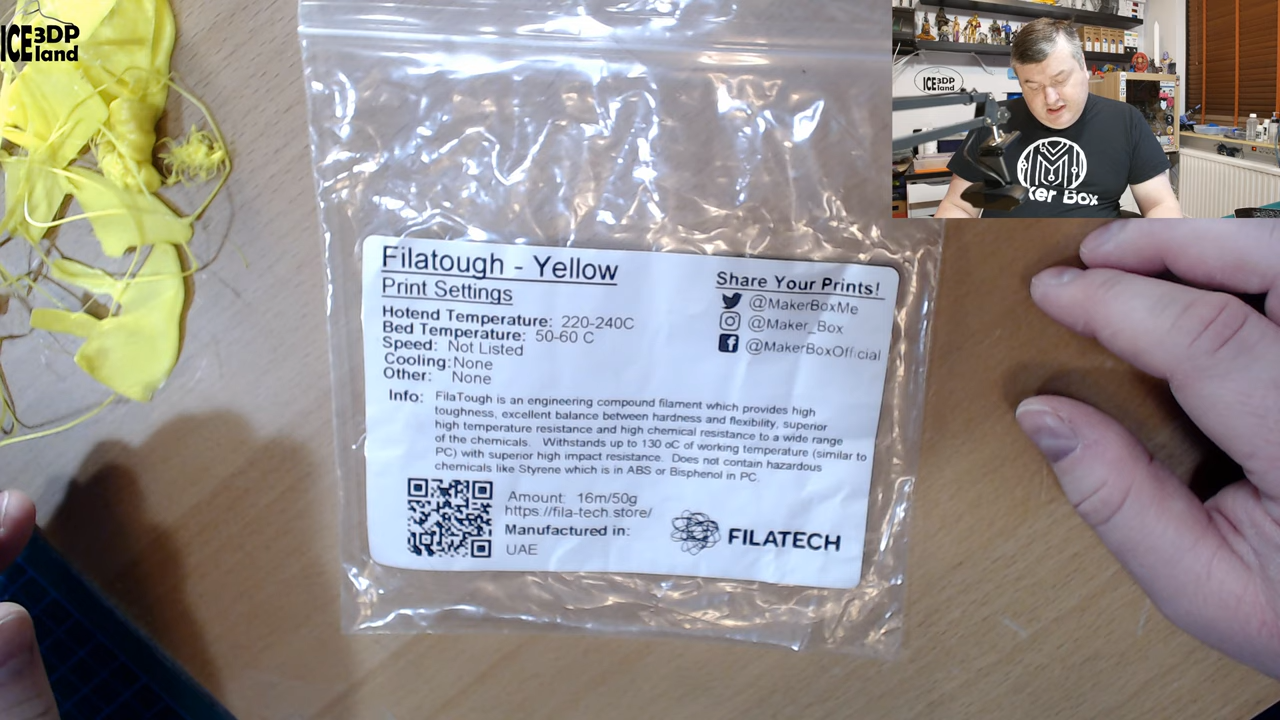 ICE 3DP
land
ICE 3DP
land
ker Box
Filatough - Yellow
Print Settings
Hotend Temperature: 220-240C
Bed Temperature: 50-60 C
Speed: Not Listed
Cooling: None
Other: None
Share Your Prints!
@MakerBoxMe
@Maker_Box
@MakerBoxOfficial
Info: FilaTough is an engineering compound filament which provides high
toughness, excellent balance between hardness and flexibility, superior
high temperature resistance and high chemical resistance to a wide range
of the chemicals. Withstands up to 130 oC of working temperature (similar to
PC) with superior high impact resistance. Does not contain hazardous
chemicals like Styrene which is in ABS or Bisphenol in PC.
Amount: 16m/50g
https://fila-tech.store/
Manufactured in:
UAE
FILATECH